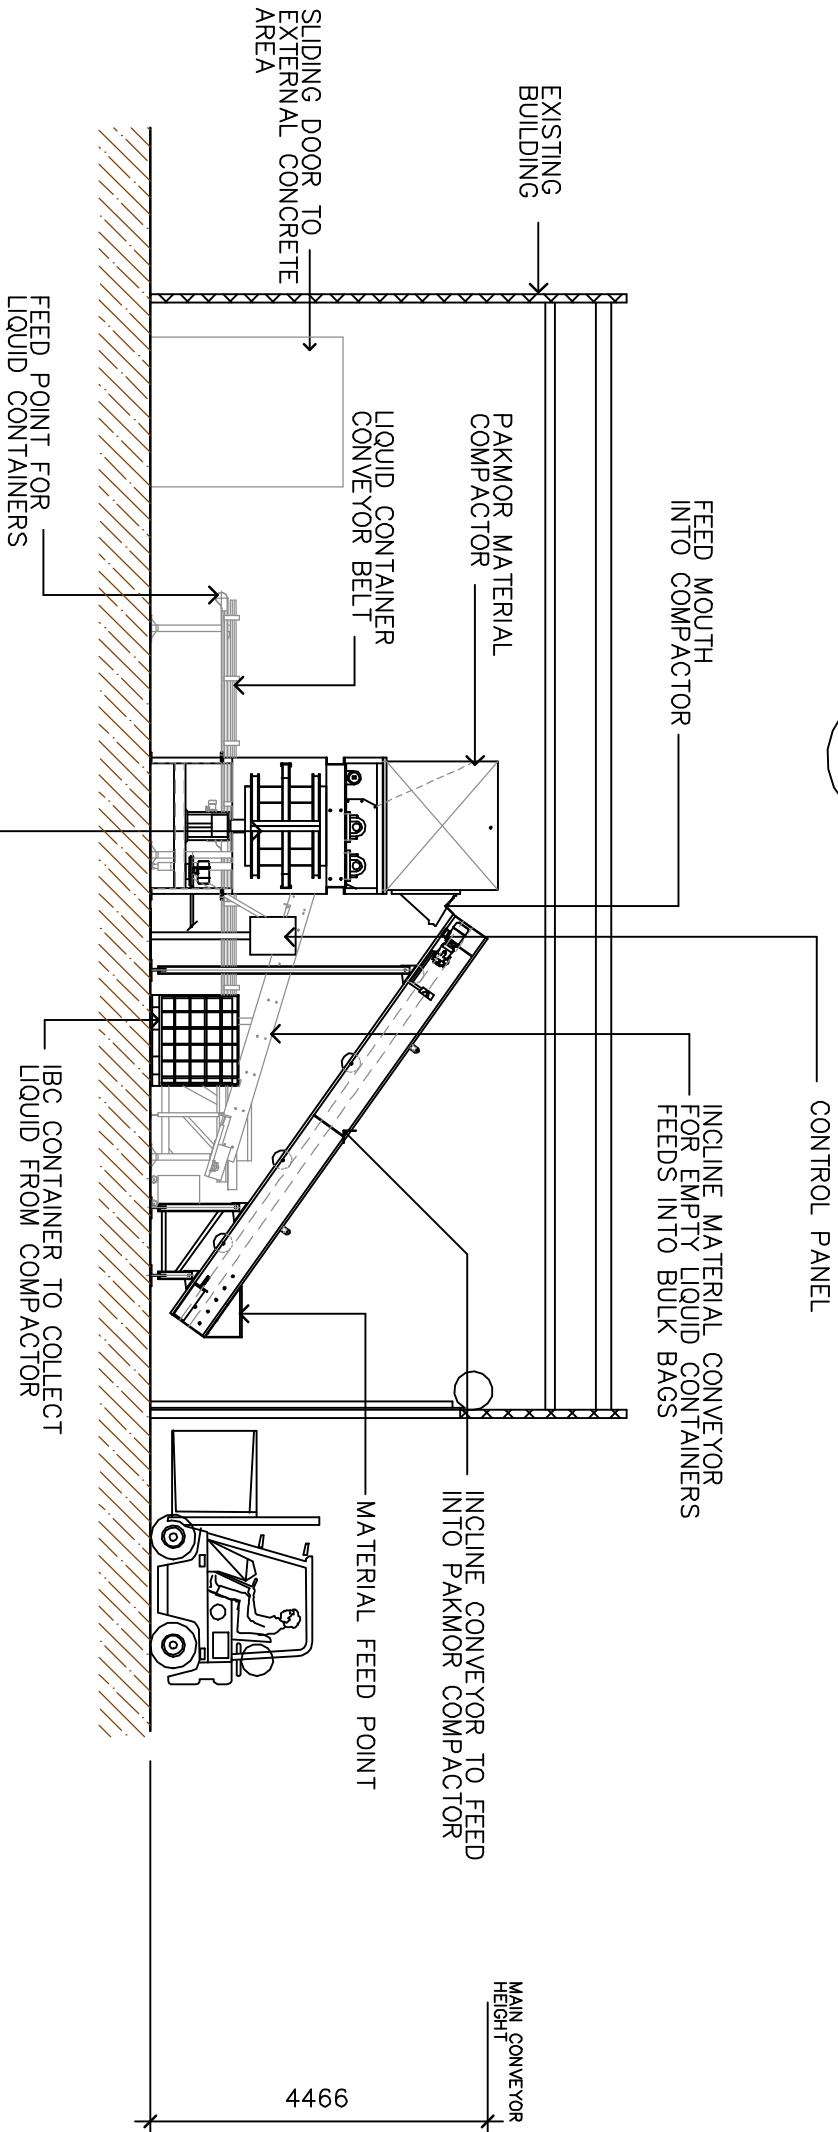 CONTROL PANEL
FEED MOUTH
INTO COMPACTOR
INCLINE MATERIAL CONVEYOR
FOR EMPTY LIQUID CONTAINERS
FEEDS INTO BULK BAGS
EXISTING
BUILDING
PAKMOR MATERIAL
COMPACTOR
INCLINE CONVEYOR TO FEED
INTO PAKMOR COMPACTOR
MAIN CONVEYOR
HEIGHT
SLIDING DOOR TO
EXTERNAL CONCRETE
AREA
LIQUID CONTAINER
CONVEYOR BELT
MATERIAL FEED POINT
4466
FEED POINT FOR
LIQUID CONTAINERS
IBC CONTAINER TO COLLECT
LIQUID FROM COMPACTOR